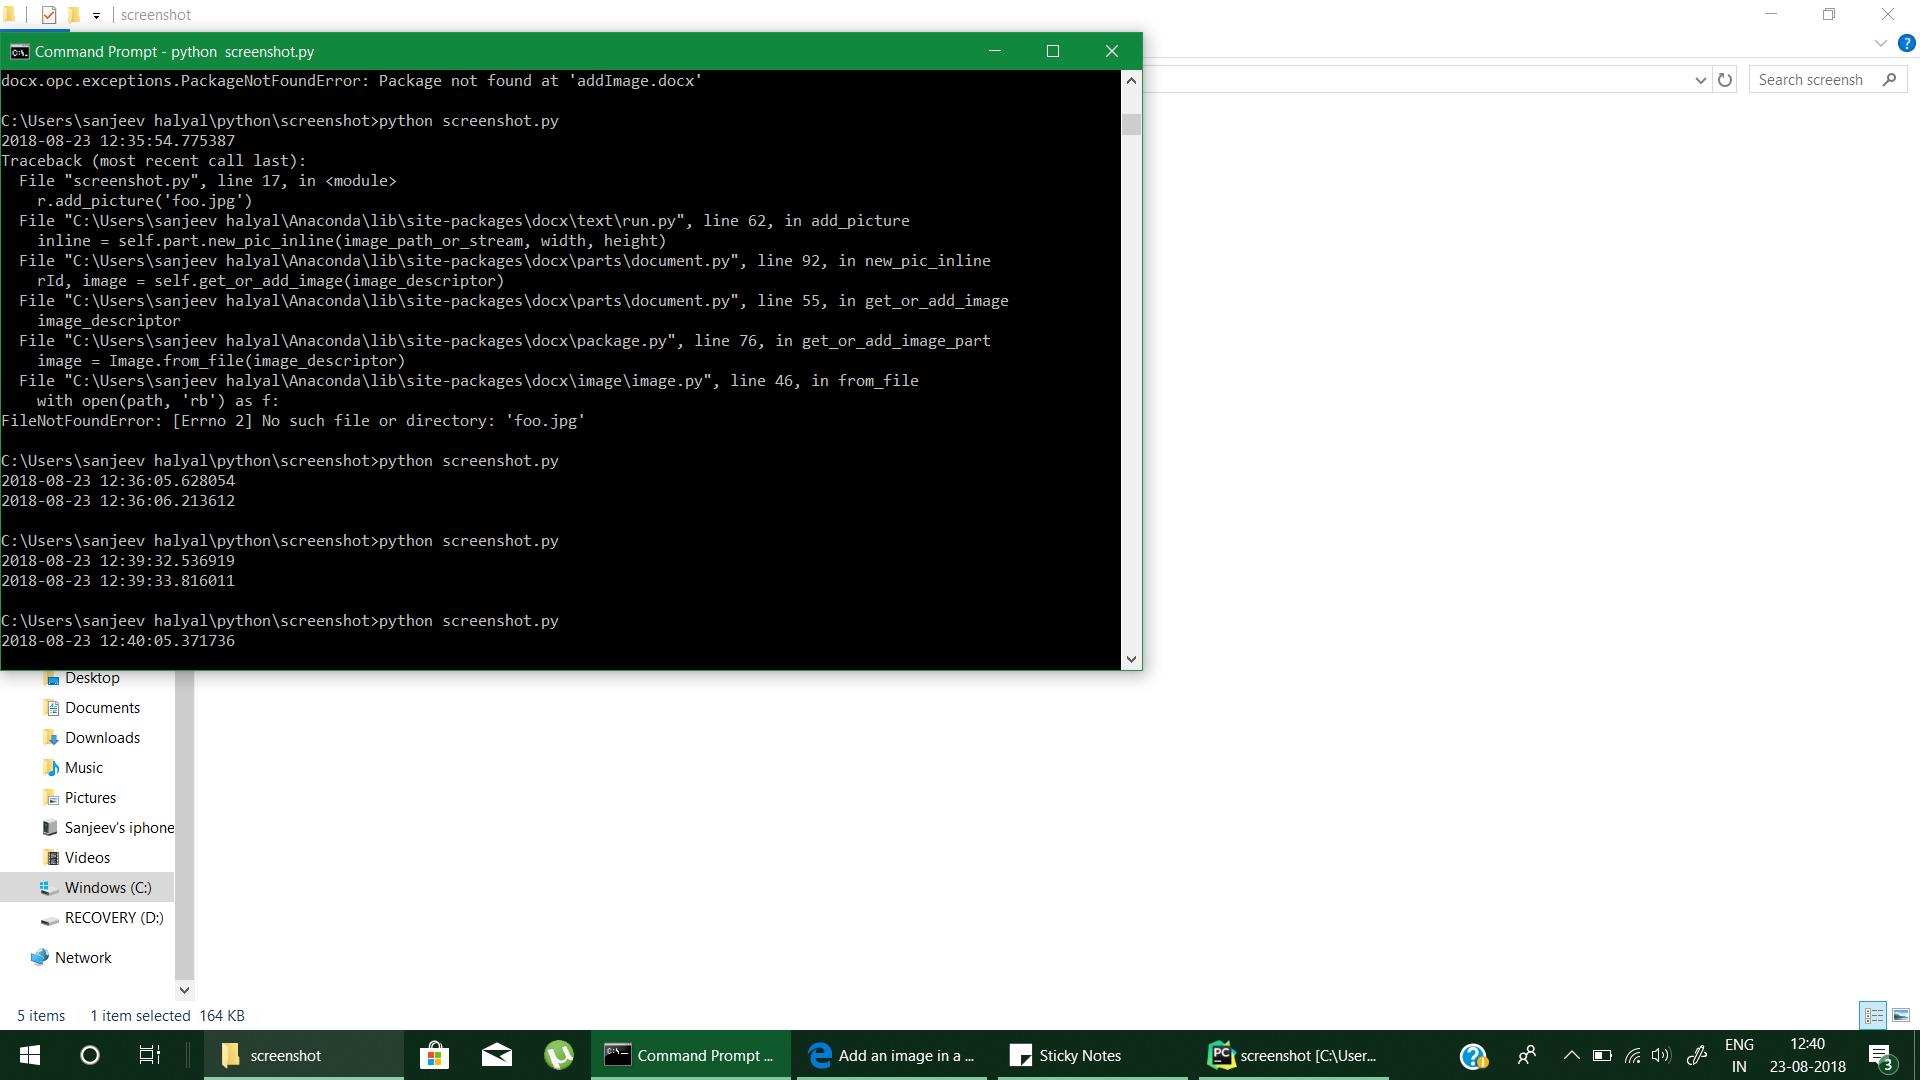 screenshot
Command Prompt - python  screenshot.py
Search screensh
docx.opc.exceptions.PackageNotFoundError: Package not found at 'addImage.docx'
C:\Users\sanjeev halyal\python\screenshot>python screenshot.py
2018-08-23 12:35:54.775387
Traceback (most recent call last):
  File "screenshot.py", line 17, in <module>
    r.add_picture('foo.jpg')
  File "C:\Users\sanjeev halyal\Anaconda\lib\site-packages\docx\text\run.py", line 62, in add_picture
    inline = self.part.new_pic_inline(image_path_or_stream, width, height)
  File "C:\Users\sanjeev halyal\Anaconda\lib\site-packages\docx\parts\document.py", line 92, in new_pic_inline
    rId, image = self.get_or_add_image(image_descriptor)
  File "C:\Users\sanjeev halyal\Anaconda\lib\site-packages\docx\parts\document.py", line 55, in get_or_add_image
    image_descriptor
  File "C:\Users\sanjeev halyal\Anaconda\lib\site-packages\docx\package.py", line 76, in get_or_add_image_part
    image = Image.from_file(image_descriptor)
  File "C:\Users\sanjeev halyal\Anaconda\lib\site-packages\docx\image\image.py", line 46, in from_file
    with open(path, 'rb') as f:
FileNotFoundError: [Errno 2] No such file or directory: 'foo.jpg'
C:\Users\sanjeev halyal\python\screenshot>python screenshot.py
2018-08-23 12:36:05.628054
2018-08-23 12:36:06.213612
C:\Users\sanjeev halyal\python\screenshot>python screenshot.py
2018-08-23 12:39:32.536919
2018-08-23 12:39:33.816011
C:\Users\sanjeev halyal\python\screenshot>python screenshot.py
2018-08-23 12:40:05.371736
Desktop
Documents
Downloads
Music
Pictures
Sanjeev's iphone
Videos
Windows (C:)
RECOVERY (D:)
Network
5 items 1 item selected 164 KB
screenshot
Command Prompt ...
Add an image in a ...
Sticky Notes
screenshot [C:\User...
ENG
IN
12:40
23-08-2018
3